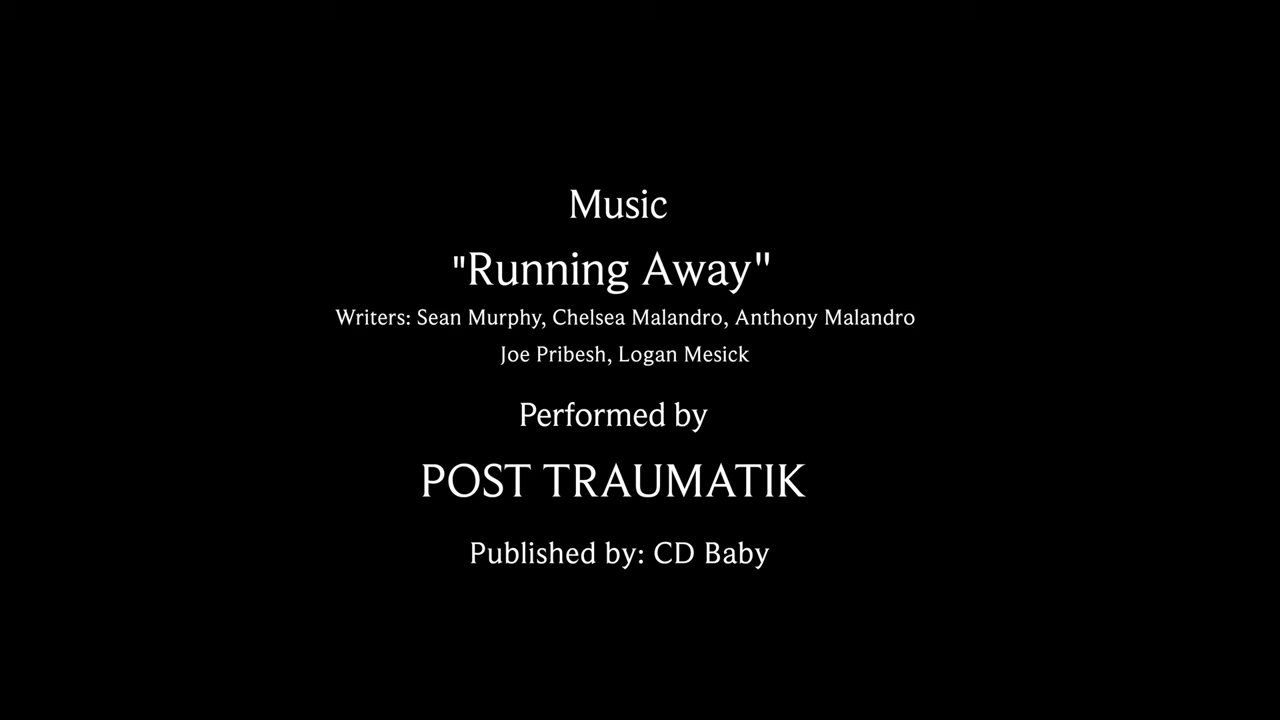 Music
"Running Away"
Writers: Sean Murphy, Chelsea Malandro, Anthony Malandro
Joe Pribesh, Logan Mesick
Performed by
POST TRAUMATIK
Published by: CD Baby